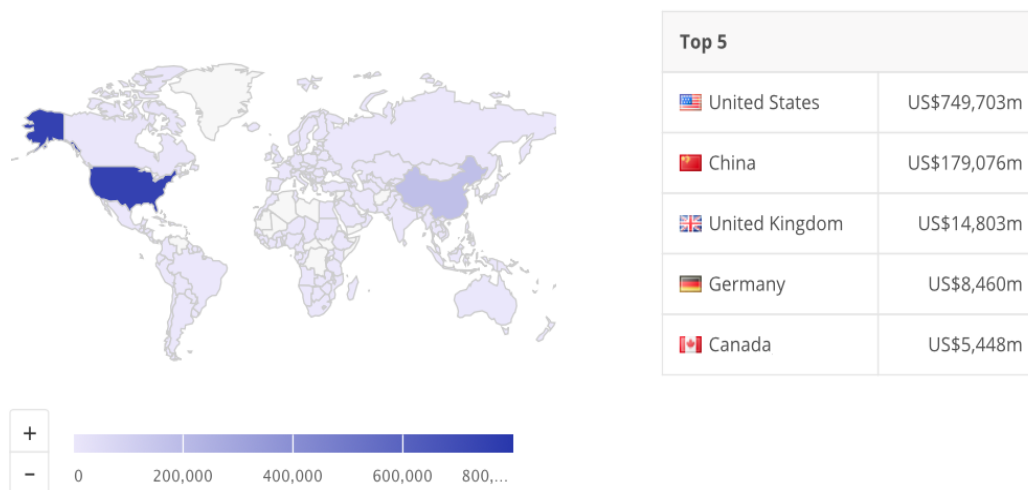 Top 5
United States US$749,703m
China US$179,076m
United Kingdom US$14,803m
Germany US$8,460m
Canada US$5,448m
+
-
0 200,000 400,000 600,000 800,...